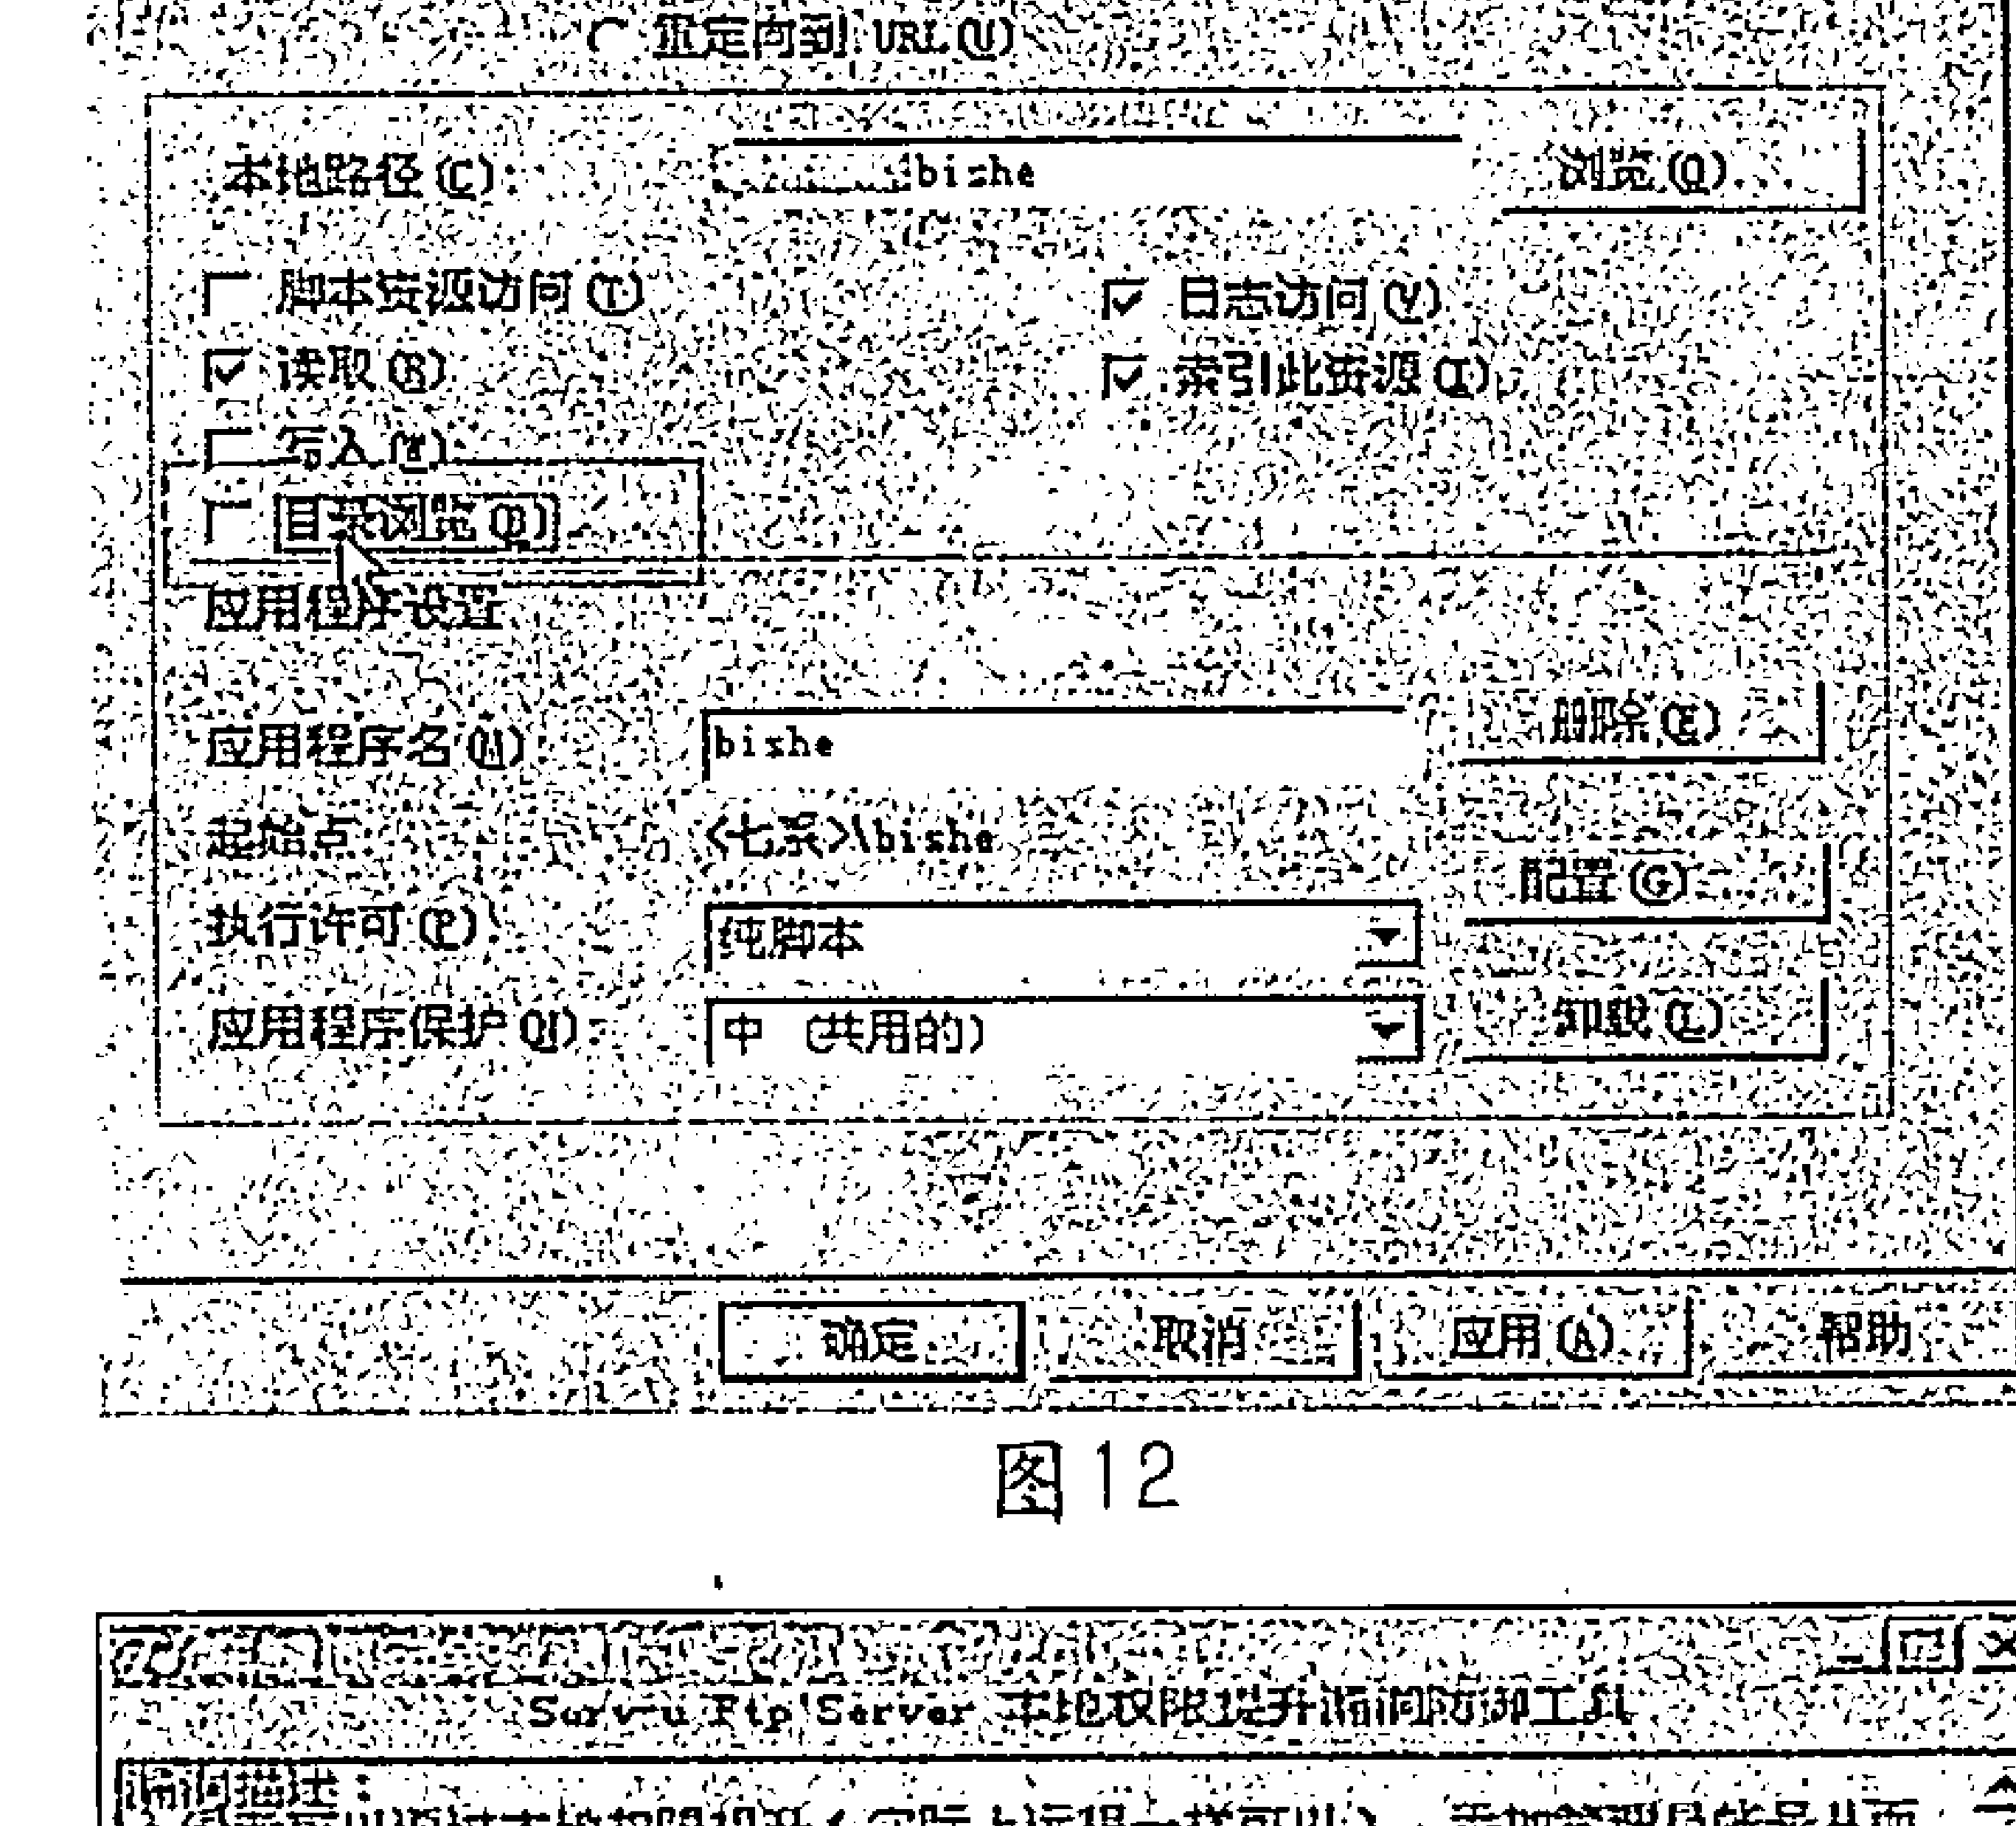 重定向到 URL(U)
本地路径(C): bishe 浏览(O)...
脚本资源访问(T) 日志访问(V)
读取(R) 索引此资源(I)
写入(W)
目录浏览(B)
应用程序设置
应用程序名(M) bishe 删除(E)
起始点: <七系>\bishe
配置(G)
执行许可(P): 纯脚本
应用程序保护(N): 中 (共用的) 卸载(L)
确定 取消 应用(A) 帮助
图12
Surv-u Ftp Server 本地权限提升漏洞防御工具
漏洞描述: